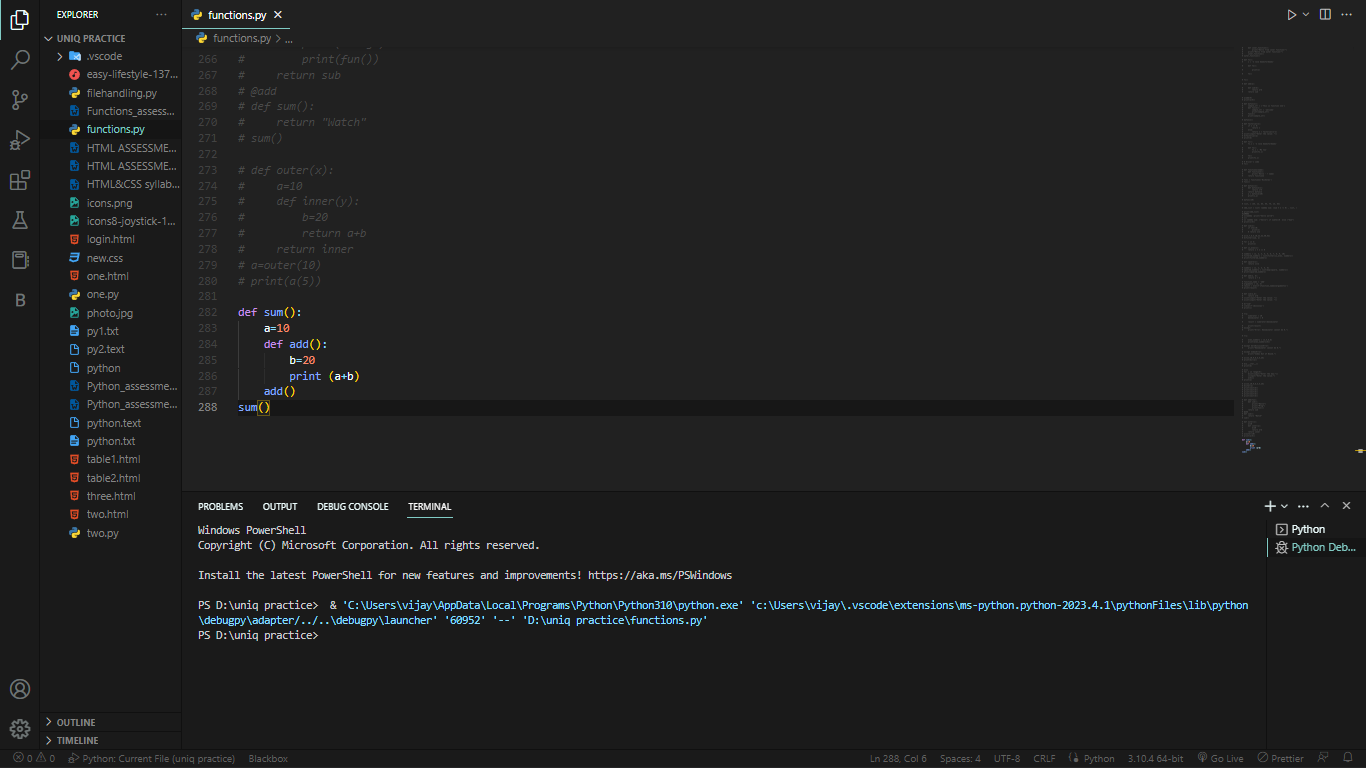 EXPLORER
UNIQ PRACTICE
.vscode
easy-lifestyle-137...
filehandling.py
Functions_assess...
functions.py
HTML ASSESSME...
HTML ASSESSME...
HTML&CSS syllab...
icons.png
icons8-joystick-1...
login.html
new.css
one.html
one.py
photo.jpg
py1.txt
py2.text
python
Python_assessme...
Python_assessme...
python.text
python.txt
table1.html
table2.html
three.html
two.html
two.py
OUTLINE
TIMELINE
functions.py
functions.py > ...
266 #         print(fun())
267 #     return sub
268 # @add
269 # def sum():
270 #     return "Watch"
271 # sum()
272
273 # def outer(x):
274 #     a=10
275 #     def inner(y):
276 #         b=20
277 #         return a+b
278 #     return inner
279 # a=outer(10)
280 # print(a(5))
281
282 def sum():
283     a=10
284     def add():
285         b=20
286         print (a+b)
287     add()
288 sum()
PROBLEMS OUTPUT DEBUG CONSOLE TERMINAL
Windows PowerShell
Copyright (C) Microsoft Corporation. All rights reserved.
Install the latest PowerShell for new features and improvements! https://aka.ms/PSWindows
PS D:\uniq practice>  & 'C:\Users\vijay\AppData\Local\Programs\Python\Python310\python.exe' 'c:\Users\vijay\.vscode\extensions\ms-python.python-2023.4.1\pythonFiles\lib\python
\debugpy\adapter/../..\debugpy\launcher' '60952' '--' 'D:\uniq practice\functions.py'
PS D:\uniq practice>
Python
Python Deb...
0 0 Python: Current File (uniq practice) Blackbox Ln 288, Col 6 Spaces: 4 UTF-8 CRLF Python 3.10.4 64-bit Go Live Prettier